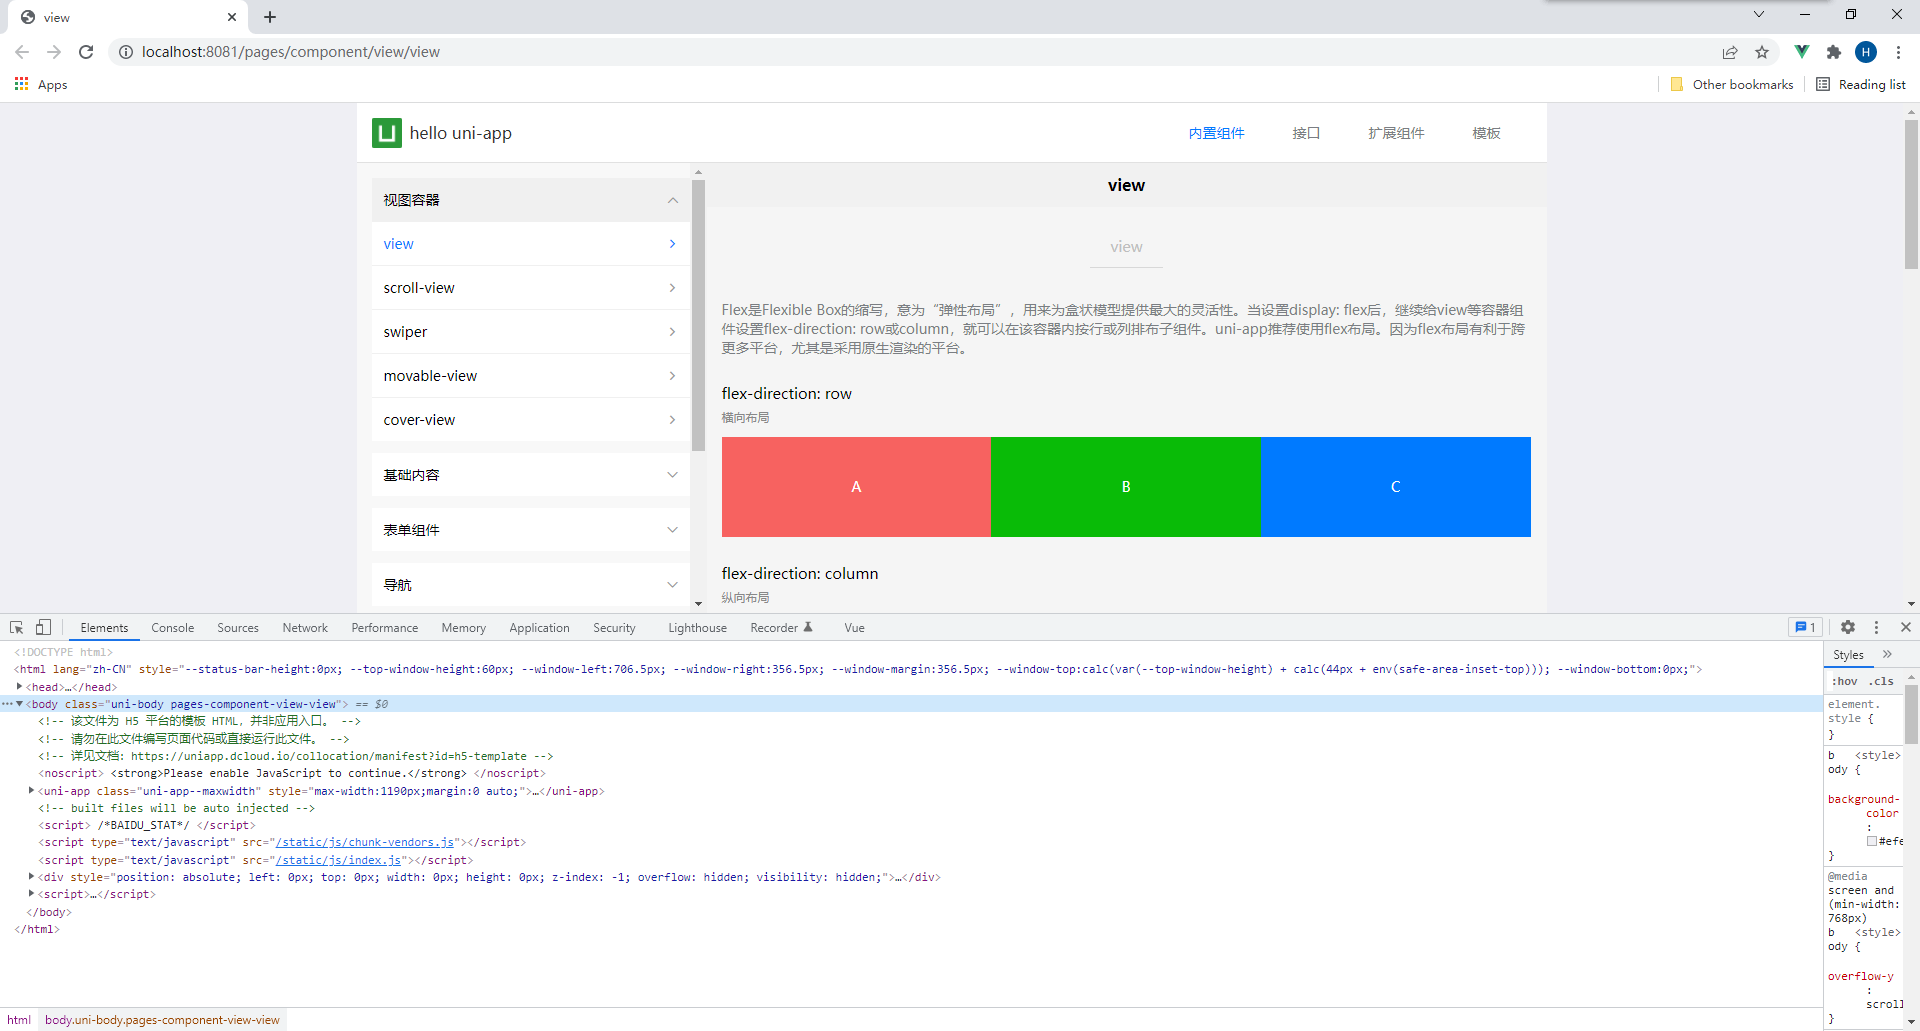 view
localhost:8081/pages/component/view/view
H
Apps
Other bookmarks
Reading list
hello uni-app
内置组件
接口
扩展组件
模板
视图容器
view
scroll-view
swiper
movable-view
cover-view
基础内容
表单组件
导航
view
view
Flex是Flexible Box的缩写，意为“弹性布局”，用来为盒状模型提供最大的灵活性。当设置display: flex后，继续给view等容器组
件设置flex-direction: row或column，就可以在该容器内按行或列排布子组件。uni-app推荐使用flex布局。因为flex布局有利于跨
更多平台，尤其是采用原生渲染的平台。
flex-direction: row
横向布局
A
B
C
flex-direction: column
纵向布局
Elements
Console
Sources
Network
Performance
Memory
Application
Security
Lighthouse
Recorder
Vue
1
<!DOCTYPE html>
<html lang="zh-CN" style="--status-bar-height:0px; --top-window-height:60px; --window-left:706.5px; --window-right:356.5px; --window-margin:356.5px; --window-top:calc(var(--top-window-height) + calc(44px + env(safe-area-inset-top))); --window-bottom:0px;">
<head>…</head>
<body class="uni-body pages-component-view-view"> == $0
<!-- 该文件为 H5 平台的模板 HTML，并非应用入口。 -->
<!-- 请勿在此文件编写页面代码或直接运行此文件。 -->
<!-- 详见文档: https://uniapp.dcloud.io/collocation/manifest?id=h5-template -->
<noscript> <strong>Please enable JavaScript to continue.</strong> </noscript>
<uni-app class="uni-app--maxwidth" style="max-width:1190px;margin:0 auto;">…</uni-app>
<!-- built files will be auto injected -->
<script> /*BAIDU_STAT*/ </script>
<script type="text/javascript" src="/static/js/chunk-vendors.js"></script>
<script type="text/javascript" src="/static/js/index.js"></script>
<div style="position: absolute; left: 0px; top: 0px; width: 0px; height: 0px; z-index: -1; overflow: hidden; visibility: hidden;">…</div>
<script>…</script>
</body>
</html>
html
body.uni-body.pages-component-view-view
Styles
:hov .cls
element.
style {
}
b <style>
ody {
background-
color
:
#efe
}
@media
screen and
(min-width:
768px)
b <style>
ody {
overflow-y
:
scroll
}